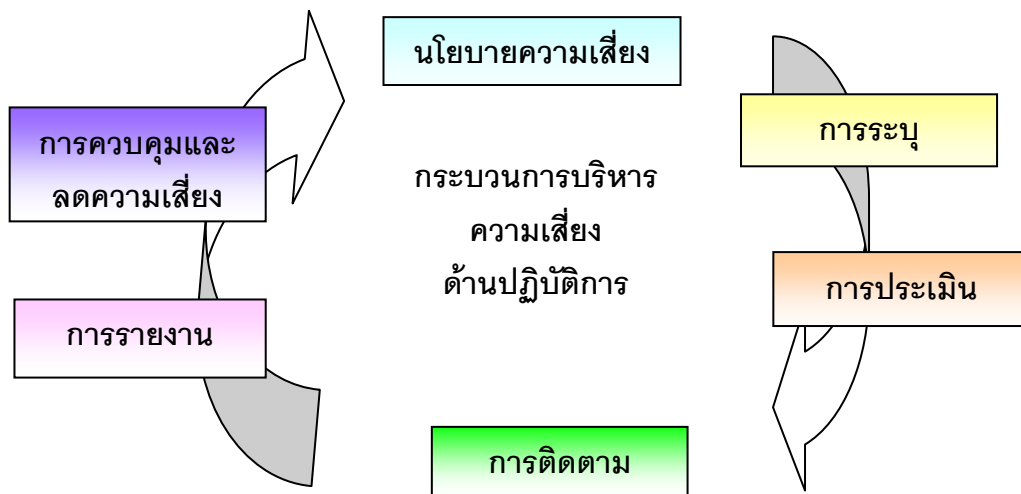 นโยบายความเสี่ยง
การระบุ
การควบคุมและ
ลดความเสี่ยง
กระบวนการบริหาร
ความเสี่ยง
ด้านปฏิบัติการ
การประเมิน
การรายงาน
การติดตาม